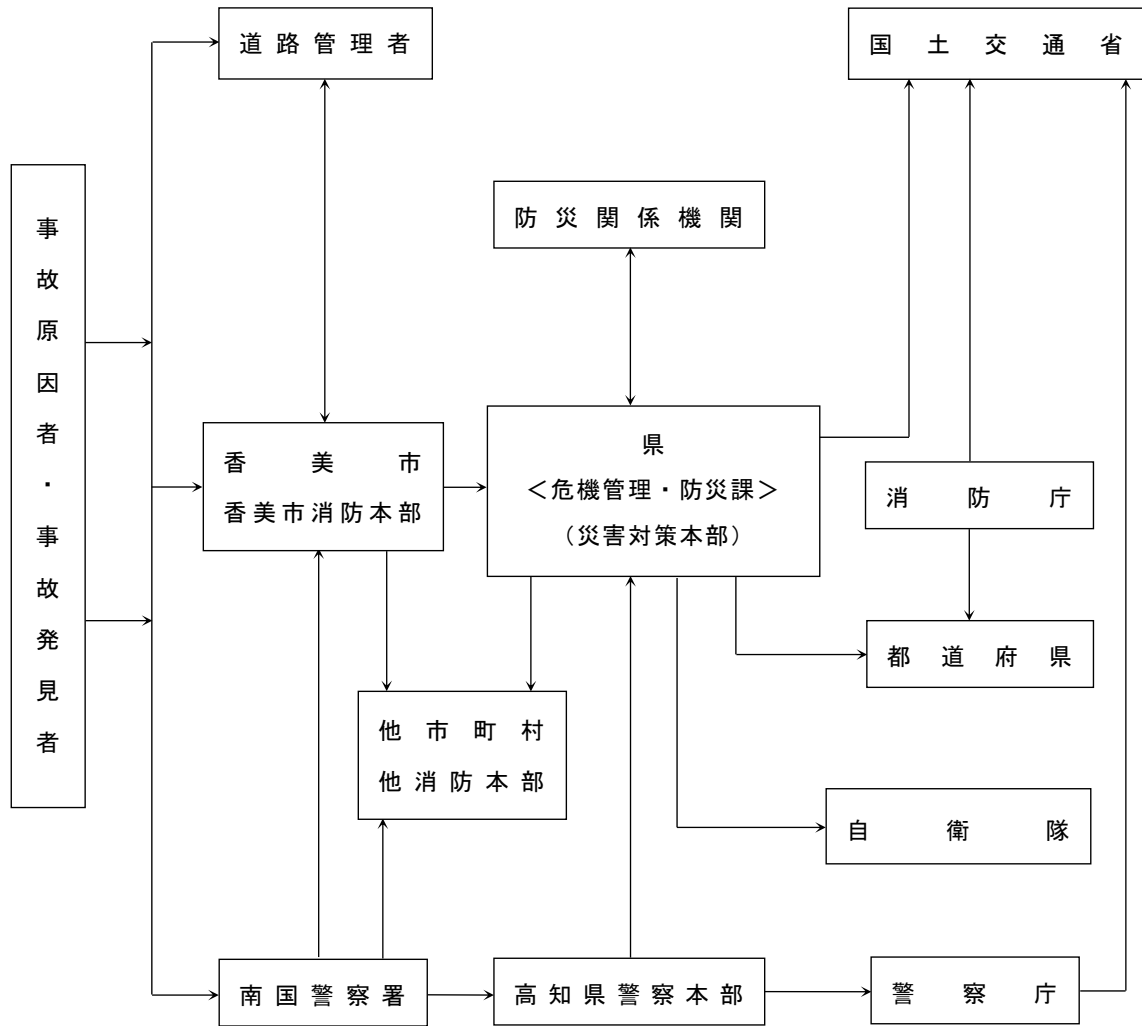 道路管理者
国土交通省
防災関係機関
事故原因者・事故発見者
香美市
香美市消防本部
県
＜危機管理・防災課＞
（災害対策本部）
消防庁
都道府県
他市町村
他消防本部
自衛隊
南国警察署
高知県警察本部
警察庁